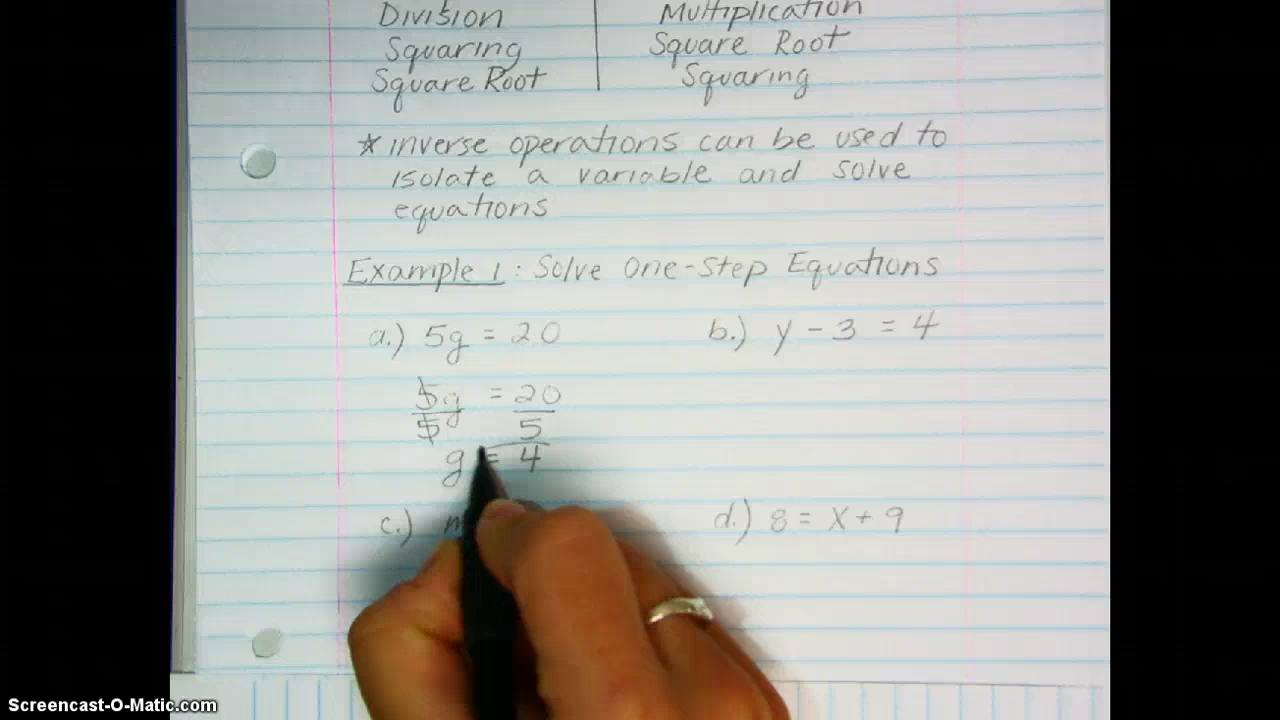 Division Multiplication
Squaring Square Root
Square Root Squaring
* inverse operations can be used to
isolate a variable and solve
equations
Example 1: Solve One-Step Equations
a.) 5g = 20 b.) y - 3 = 4
5g = 20
5 5
g = 4
c.) d.) 8 = x + 9
Screencast-O-Matic.com